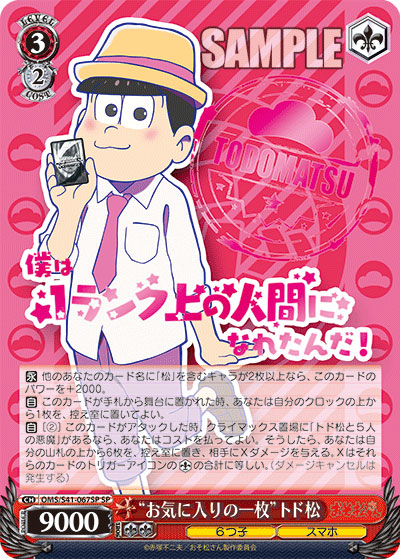 LEVEL
3
2
COST
SAMPLE
TODOMATSU
僕は
1ランク上の人間に
なれたんだ!
永 他のあなたのカード名に「松」を含むキャラが2枚以上なら、このカードの
パワーを+2000。
自 このカードが手札から舞台に置かれた時、あなたは自分のクロックの上か
ら1枚を、控え室に置いてよい。
自 [②] このカードがアタックした時、クライマックス置場に「トド松と5人
の悪魔」があるなら、あなたはコストを払ってよい。そうしたら、あなたは自
分の山札の上から6枚を、控え室に置き、相手にXダメージを与える。Xはそれ
らのカードのトリガーアイコンの の合計に等しい。(ダメージキャンセルは
発生する)
CH OMS/S41-067SP SP
9000
“お気に入りの一枚”トド松
6つ子
スマホ
©赤塚不二夫/おそ松さん製作委員会